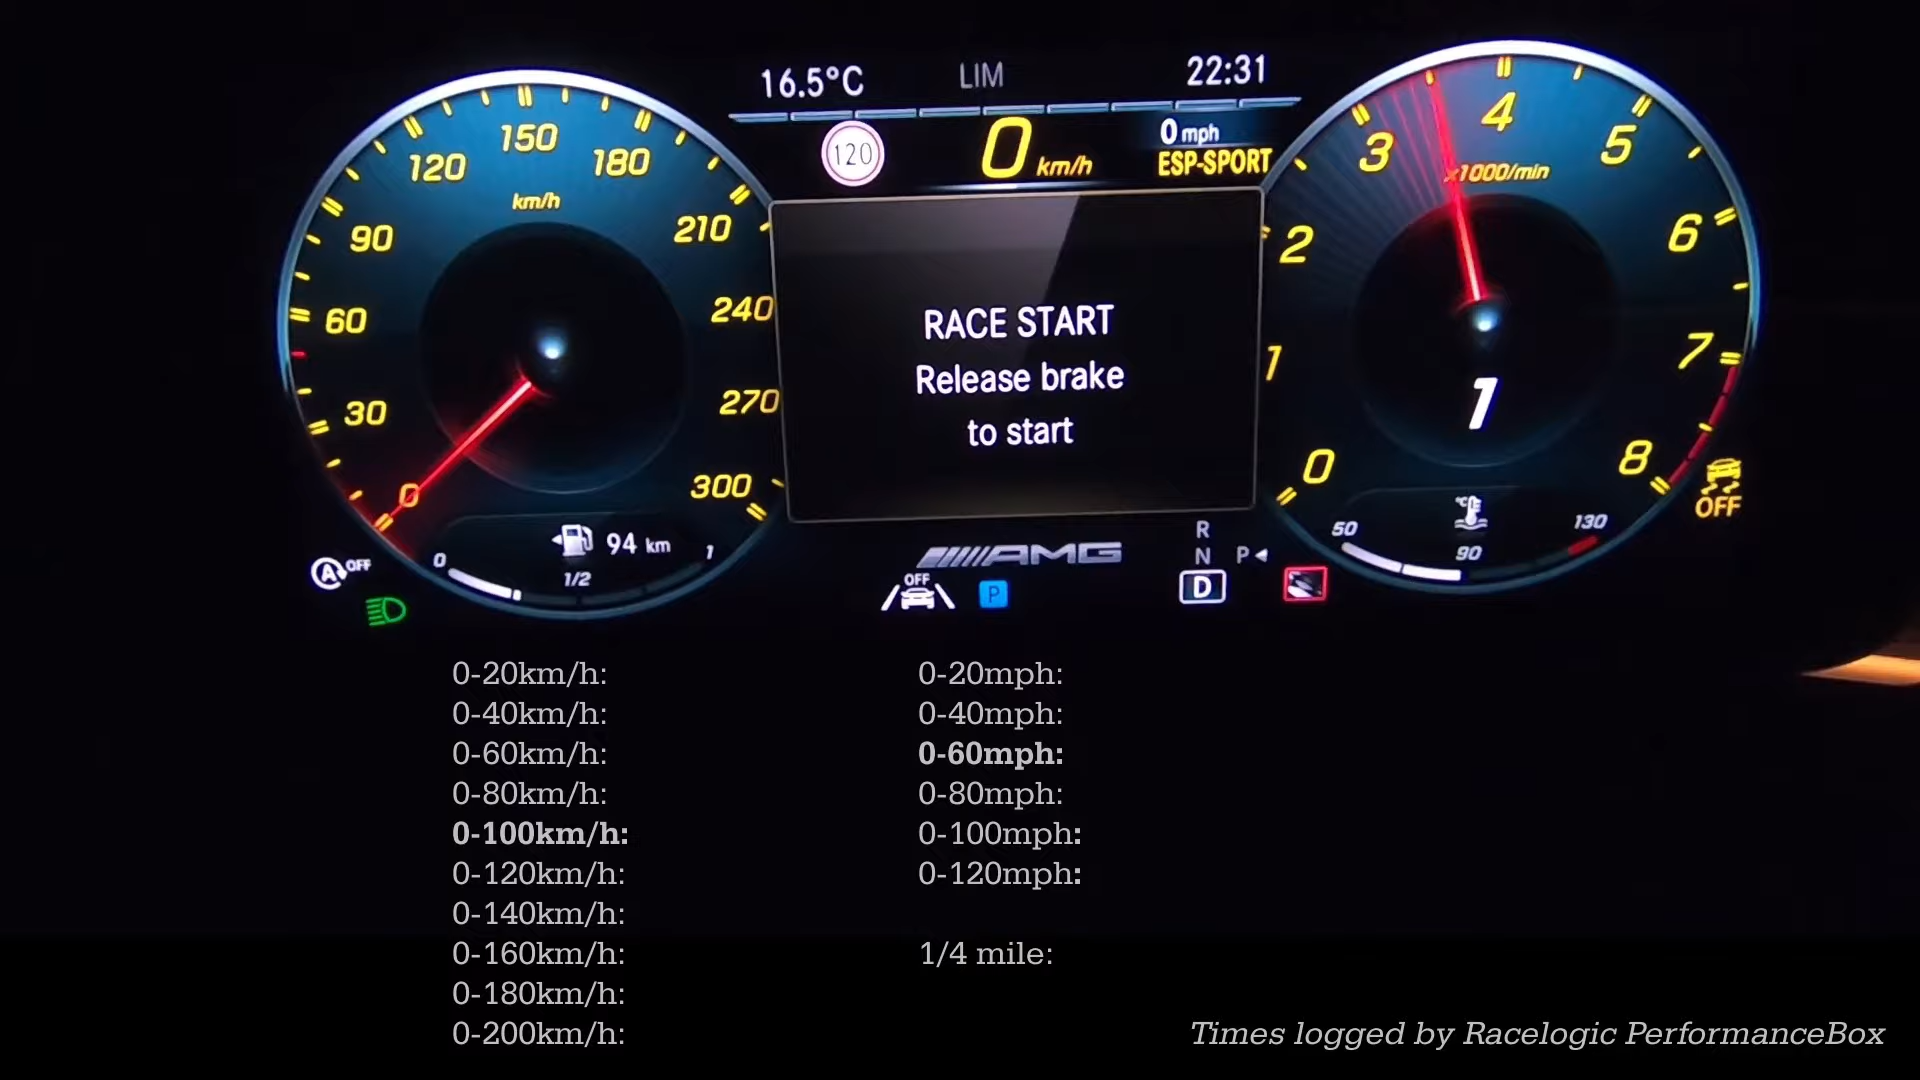 16.5°C LIM 22:31
120 0 km/h 0 mph
ESP-SPORT
0 30 60 90 120 150 180 210 240 270 300
km/h
RACE START
Release brake
to start
0 1 2 3 4 5 6 7 8
x1000/min
1
OFF
A OFF
0 1/2 1
94 km
AMG
OFF
P
R
N P
D
50 90 130
°C
0-20km/h:
0-40km/h:
0-60km/h:
0-80km/h:
0-100km/h:
0-120km/h:
0-140km/h:
0-160km/h:
0-180km/h:
0-200km/h:
0-20mph:
0-40mph:
0-60mph:
0-80mph:
0-100mph:
0-120mph:
1/4 mile:
Times logged by Racelogic PerformanceBox